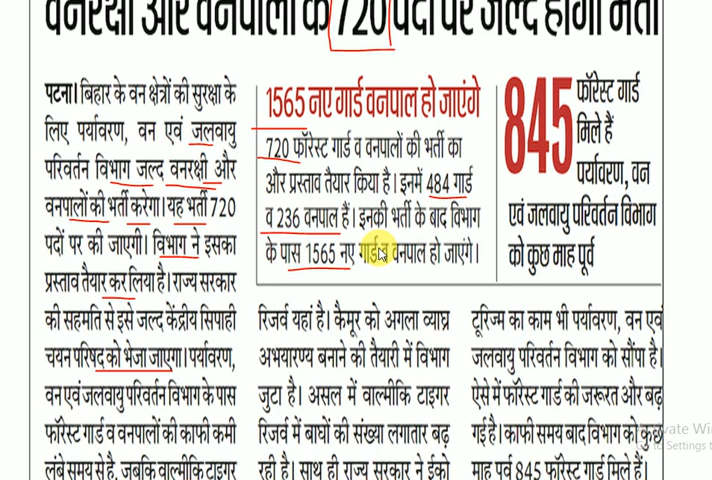 वनरक्षी और वनपालों के 720 पदों पर जल्द होगी भर्ती
पटना। बिहार के वन क्षेत्रों की सुरक्षा के
लिए पर्यावरण, वन एवं जलवायु
परिवर्तन विभाग जल्द वनरक्षी और
वनपालों की भर्ती करेगा। यह भर्ती 720
पदों पर की जाएगी। विभाग ने इसका
प्रस्ताव तैयार कर लिया है। राज्य सरकार
की सहमति से इसे जल्द केंद्रीय सिपाही
चयन परिषद को भेजा जाएगा। पर्यावरण,
वन एवं जलवायु परिवर्तन विभाग के पास
फॉरेस्ट गार्ड व वनपालों की काफी कमी
लंबे समय से है, जबकि वाल्मीकि टाइगर
1565 नए गार्ड वनपाल हो जाएंगे
720 फॉरेस्ट गार्ड व वनपालों की भर्ती का
और प्रस्ताव तैयार किया है। इनमें 484 गार्ड
व 236 वनपाल हैं। इनकी भर्ती के बाद विभाग
के पास 1565 नए गार्ड व वनपाल हो जाएंगे।
845 फॉरेस्ट गार्ड
मिले हैं
पर्यावरण, वन
एवं जलवायु परिवर्तन विभाग
को कुछ माह पूर्व
रिजर्व यहां है। कैमूर को अगला व्याघ्र
अभयारण्य बनाने की तैयारी में विभाग
जुटा है। असल में वाल्मीकि टाइगर
रिजर्व में बाघों की संख्या लगातार बढ़
रही है। साथ ही राज्य सरकार ने ईको
टूरिज्म का काम भी पर्यावरण, वन एवं
जलवायु परिवर्तन विभाग को सौंपा है।
ऐसे में फॉरेस्ट गार्ड की जरूरत और बढ़
गई है। काफी समय बाद विभाग को कुछ
माह पूर्व 845 फॉरेस्ट गार्ड मिले हैं।
vate Wi
to Settings t